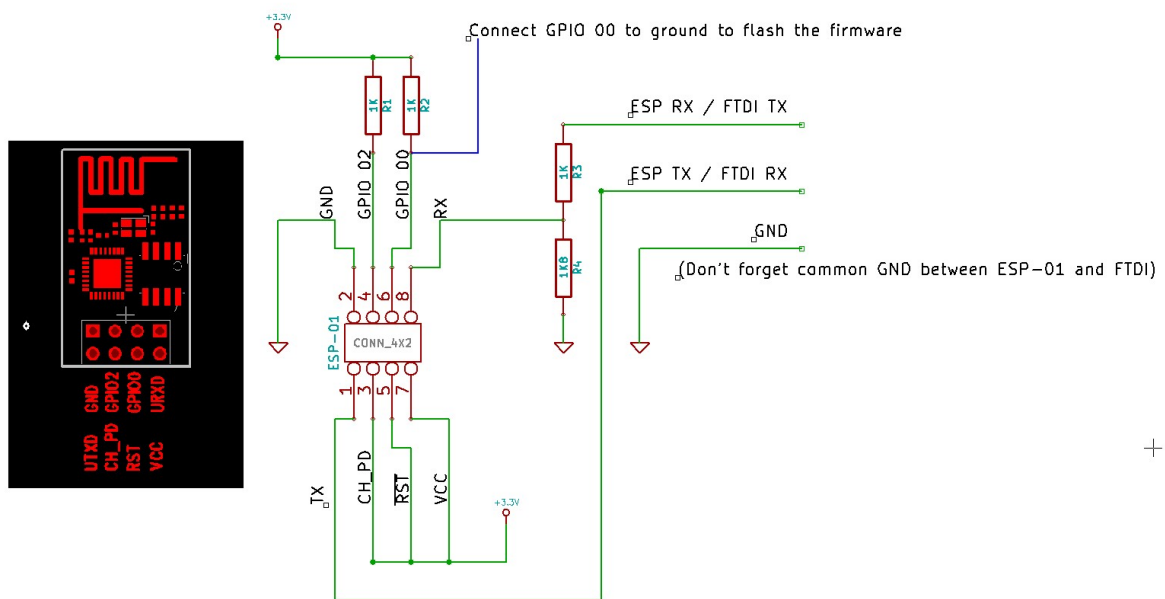 +3.3V
Connect GPIO 00 to ground to flash the firmware
1K R1
1K R2
ESP RX / FTDI TX
1K R3
ESP TX / FTDI RX
GND
GPIO 02
GPIO 00
RX
GND
(Don't forget common GND between ESP-01 and FTDI)
1K8 R4
2 4 6 8
ESP-01
CONN_4X2
1 3 5 7
GND GPIO2 GPIO0 URXD
UTXD CH_PD RST VCC
TX
CH_PD
RST
VCC
+3.3V